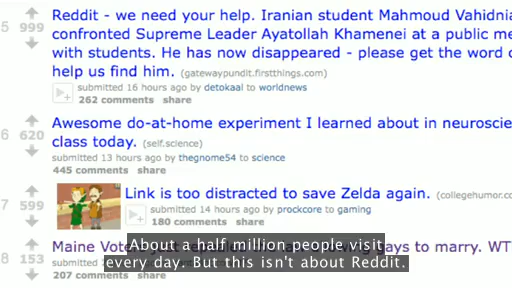 Reddit - we need your help. Iranian student Mahmoud Vahidnia
5 999 confronted Supreme Leader Ayatollah Khamenei at a public me
with students. He has now disappeared - please get the word o
help us find him. (gatewaypundit.firstthings.com)
submitted 16 hours ago by detokaal to worldnews
262 comments share
Awesome do-at-home experiment I learned about in neuroscie
6 620 class today. (self.science)
submitted 13 hours ago by thegnome54 to science
445 comments share
Link is too distracted to save Zelda again. (collegehumor.co
7 599 submitted 14 hours ago by prockcore to gaming
180 comments share
Maine Vote gays to marry. WT
8 153 submitted
207 comments share
About a half million people visit
every day. But this isn't about Reddit.